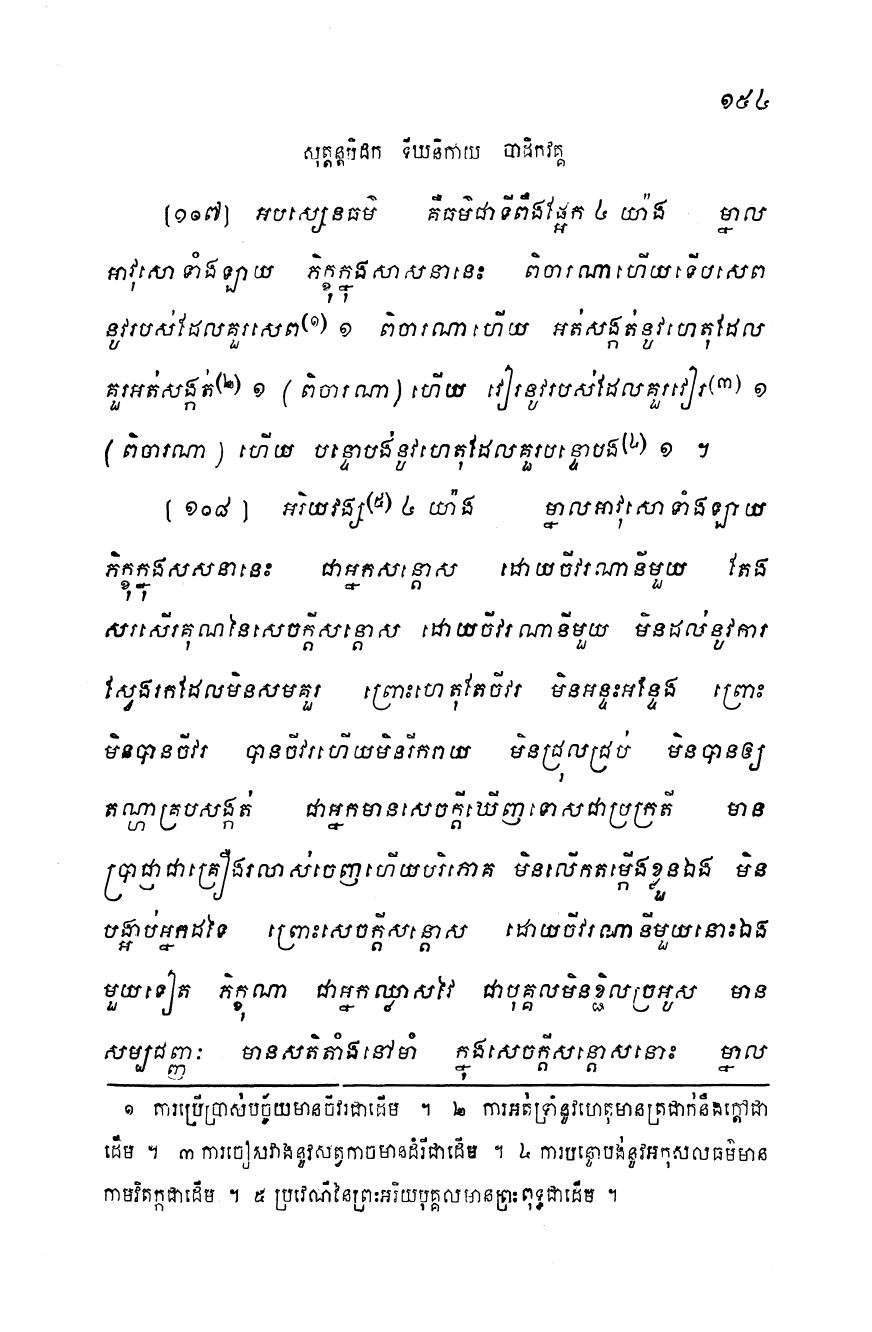 ១៥៤
សុត្តន្តបិដក ទីឃនិកាយ បាដិកវគ្គ
[១០៧] អបស្សេនធម៌ គឺធម៌ជាទីពឹងផ្អែក ៤ យ៉ាង ម្នាល
អាវុសោទាំងឡាយ ភិក្ខុក្នុងសាសនានេះ ពិចារណាហើយទើបសេព
នូវរបស់ដែលគួរសេព(១) ១ ពិចារណាហើយ អត់សង្កត់នូវហេតុដែល
គួរអត់សង្កត់(២) ១ (ពិចារណា) ហើយ វៀរនូវរបស់ដែលគួរវៀរ(៣) ១
(ពិចារណា) ហើយ បន្ទោបង់នូវហេតុដែលគួរបន្ទោបង់(៤) ១ ។
[១០៨] អរិយវង្ស(៥) ៤ យ៉ាង ម្នាលអាវុសោទាំងឡាយ
ភិក្ខុក្នុងសសនានេះ ជាអ្នកសន្តោស ដោយចីវរណានីមួយ តែង
សរសើរគុណនៃសេចក្តីសន្តោស ដោយចីវរណានីមួយ មិនដល់នូវការ
ស្វែងរកដែលមិនសមគួរ ព្រោះហេតុតែចីវរ មិនអន្ទះអន្ទែង ព្រោះ
មិនបានចីវរ បានចីវរហើយមិនរីករាយ មិនជ្រុលជ្រប់ មិនបានឲ្យ
តណ្ហាគ្របសង្កត់ ជាអ្នកមានសេចក្តីឃើញទោសជាប្រក្រតី មាន
ប្រាជ្ញាជាគ្រឿងរលាស់ចេញហើយបរិភោគ មិនលើកតម្កើងខ្លួនឯង មិន
បង្អាប់អ្នកដទៃ ព្រោះសេចក្តីសន្តោស ដោយចីវរណានីមួយនោះឯង
មួយទៀត ភិក្ខុណា ជាអ្នកឈ្លាសវៃ ជាបុគ្គលមិនខ្ជិលច្រអូស មាន
សម្បជញ្ញៈ មានសតិតាំងនៅមាំ ក្នុងសេចក្តីសន្តោសនោះ ម្នាល
១ ការប្រើប្រាស់បច្ច័យមានចីវរជាដើម ។ ២ ការអត់ទ្រាំនូវហេតុមានត្រជាក់នឹងក្តៅជា
ដើម ។ ៣ ការចៀសវាងនូវសត្វកាចមានដំរីជាដើម ។ ៤ ការបន្ទោបង់នូវអកុសលធម៌មាន
កាមវិតក្កជាដើម ។ ៥ ប្រវេណីនៃព្រះអរិយបុគ្គលមានព្រះពុទ្ធជាដើម ។